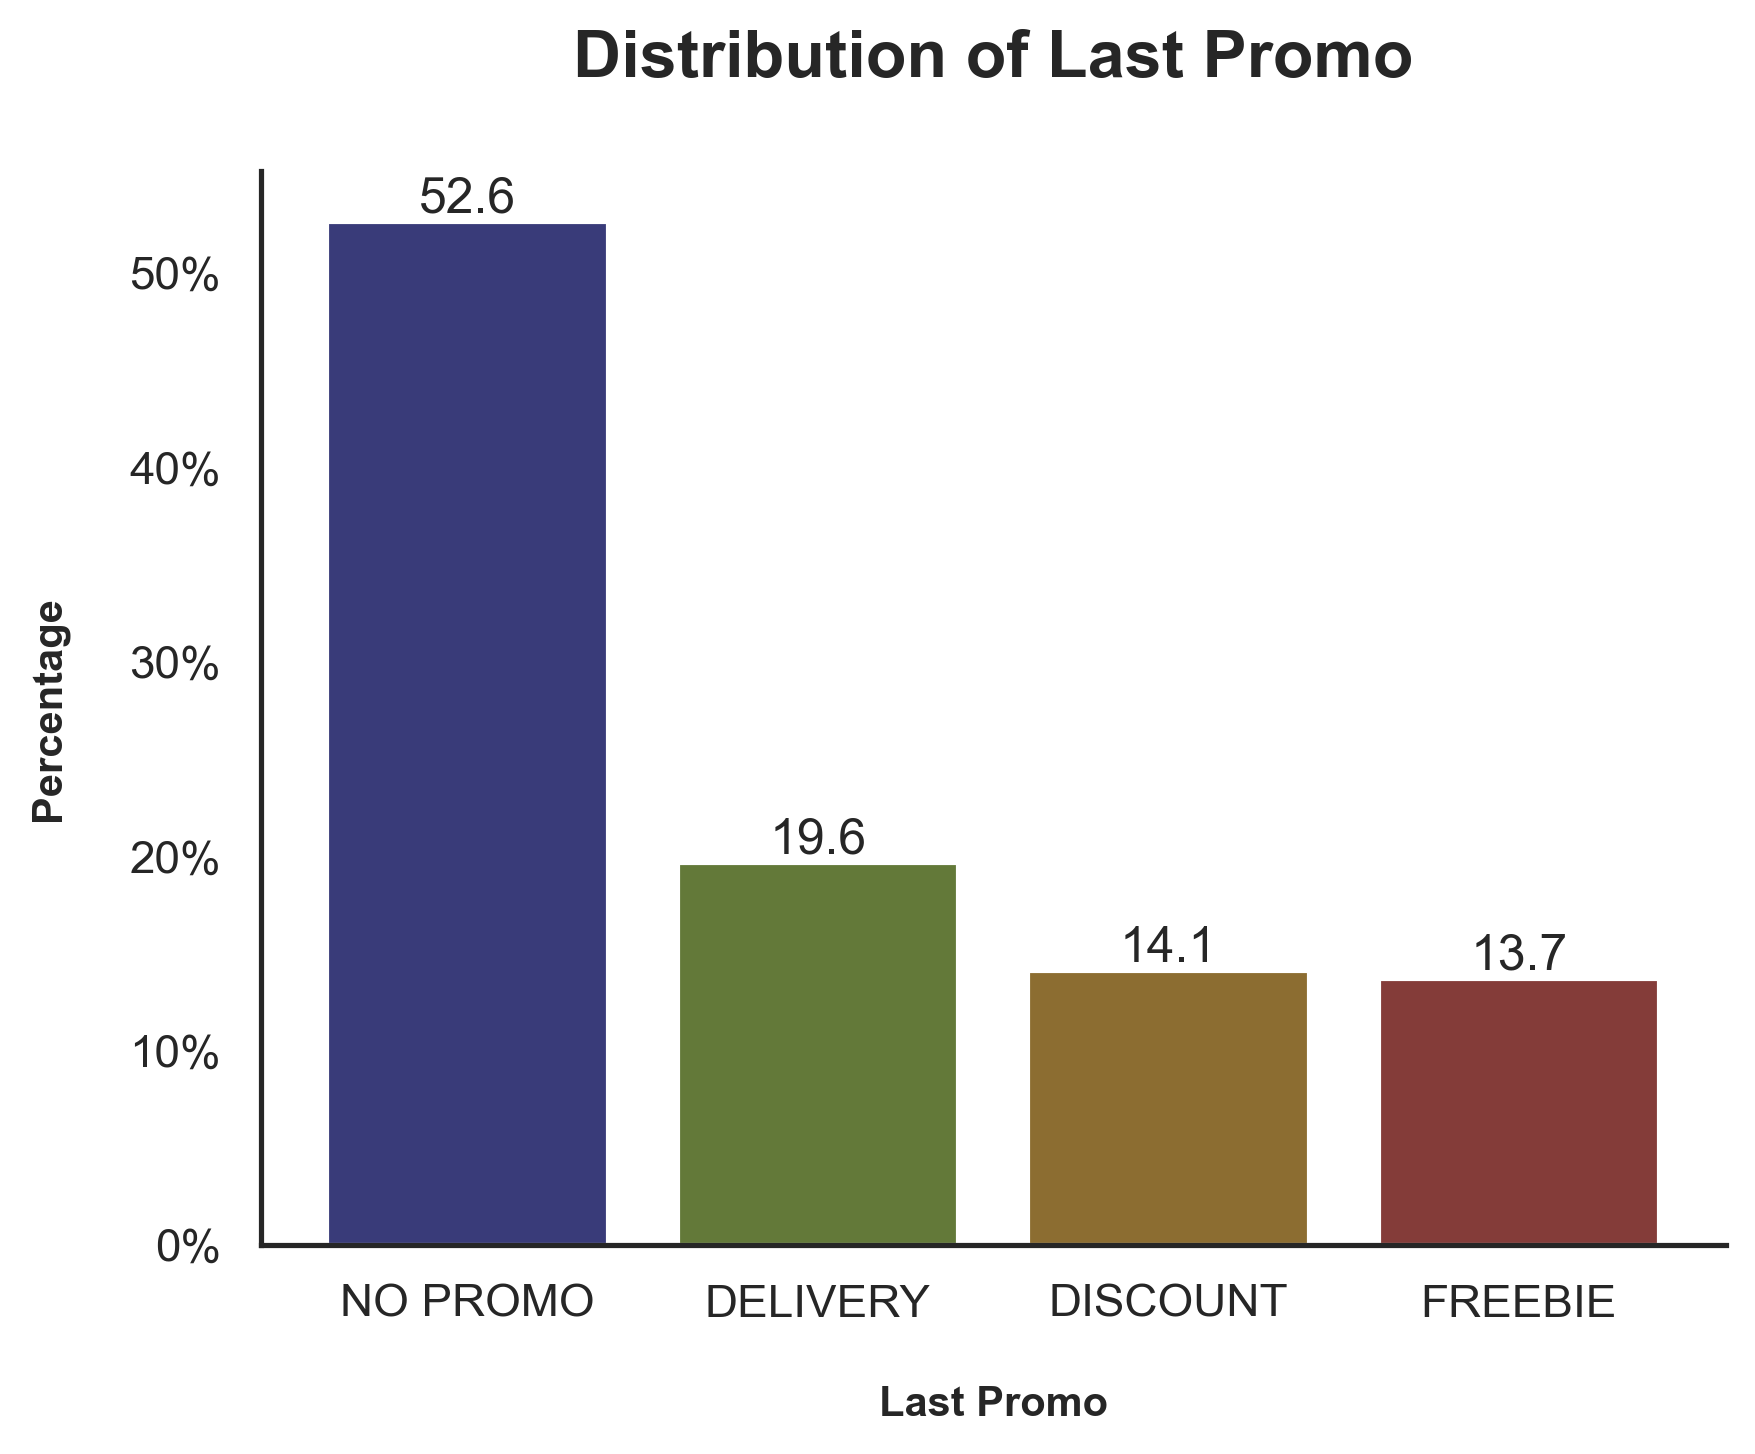 Distribution of Last Promo
52.6
50%
40%
30%
20%
10%
0%
Percentage
19.6
14.1
13.7
NO PROMO
DELIVERY
DISCOUNT
FREEBIE
Last Promo